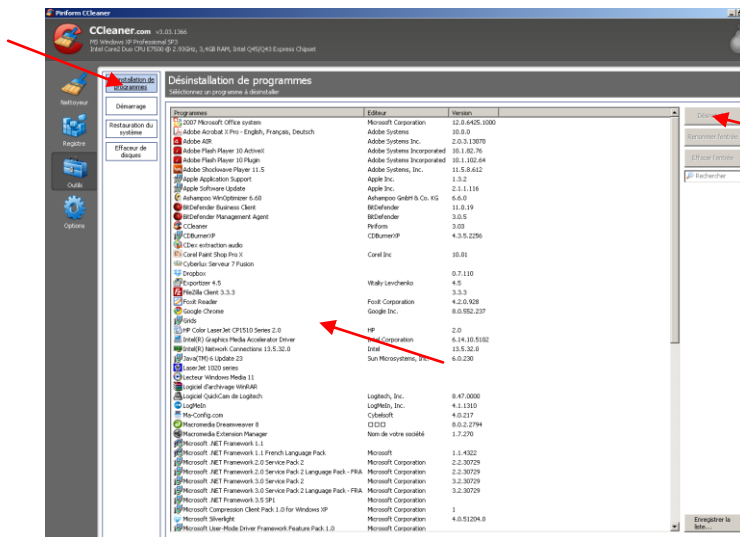 Piriform CCleaner
CCleaner.com v3.03.1366
MS Windows XP Professional SP3
Intel Core2 Duo CPU E7500 @ 2.93GHz, 3,4GB RAM, Intel Q45/Q43 Express Chipset
Nettoyeur
Registre
Outils
Options
programmes
Démarrage
Restauration du
système
Effaceur de
disques
Désinstallation de programmes
Sélectionnez un programme à désinstaller
Programmes Editeur Version
2007 Microsoft Office system Microsoft Corporation 12.0.6425.1000
Adobe Acrobat X Pro - English, Français, Deutsch Adobe Systems 10.0.0
Adobe AIR Adobe Systems Inc. 2.0.3.13070
Adobe Flash Player 10 ActiveX Adobe Systems Incorporated 10.1.82.76
Adobe Flash Player 10 Plugin Adobe Systems Incorporated 10.1.102.64
Adobe Shockwave Player 11.5 Adobe Systems, Inc. 11.5.8.612
Apple Application Support Apple Inc. 1.3.2
Apple Software Update Apple Inc. 2.1.1.116
Ashampoo WinOptimizer 6.60 Ashampoo GmbH & Co. KG 6.6.0
BitDefender Business Client BitDefender 11.0.19
BitDefender Management Agent BitDefender 3.0.5
CCleaner Piriform 3.03
CDBurnerXP CDBurnerXP 4.3.5.2256
CDex extraction audio
Corel Paint Shop Pro X Corel Inc 10.01
Cyberlux Serveur 7 Fusion
Dropbox 0.7.110
Exportizer 4.5 Vitaliy Levchenko 4.5
FileZilla Client 3.3.3 3.3.3
Foxit Reader Foxit Corporation 4.2.0.928
Google Chrome Google Inc. 8.0.552.237
Grids
HP Color LaserJet CP1510 Series 2.0 HP 2.0
Intel(R) Graphics Media Accelerator Driver Intel Corporation 6.14.10.5182
Intel(R) Network Connections 13.5.32.0 Intel 13.5.32.0
Java(TM) 6 Update 23 Sun Microsystems, Inc. 6.0.230
LaserJet 1020 series
Lecteur Windows Media 11
Logiciel d'archivage WinRAR
Logiciel QuickCam de Logitech Logitech, Inc. 8.47.0000
LogMeIn LogMeIn, Inc. 4.1.1310
Ma-Config.com Cybelsoft 4.0.217
Macromedia Dreamweaver 8 8.0.2.2794
Macromedia Extension Manager Nom de votre société 1.7.270
Microsoft .NET Framework 1.1
Microsoft .NET Framework 1.1 French Language Pack Microsoft 1.1.4322
Microsoft .NET Framework 2.0 Service Pack 2 Microsoft Corporation 2.2.30729
Microsoft .NET Framework 2.0 Service Pack 2 Language Pack - FRA Microsoft Corporation 2.2.30729
Microsoft .NET Framework 3.0 Service Pack 2 Microsoft Corporation 3.2.30729
Microsoft .NET Framework 3.0 Service Pack 2 Language Pack - FRA Microsoft Corporation 3.2.30729
Microsoft .NET Framework 3.5 SP1 Microsoft Corporation
Microsoft Compression Client Pack 1.0 for Windows XP Microsoft Corporation 1
Microsoft Silverlight Microsoft Corporation 4.0.51204.0
Microsoft User-Mode Driver Framework Feature Pack 1.0 Microsoft Corporation
Renommer l'entrée
Effacer l'entrée
Rechercher
Enregistrer la
liste...